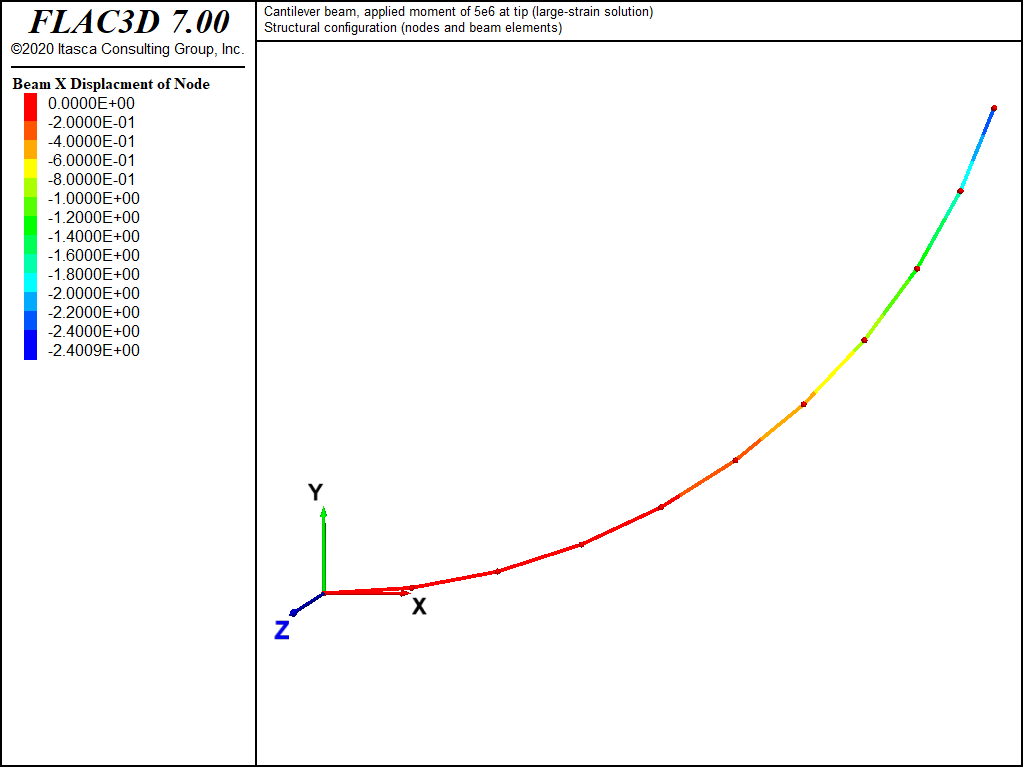 FLAC3D 7.00
©2020 Itasca Consulting Group, Inc.
Beam X Displacment of Node
0.0000E+00
-2.0000E-01
-4.0000E-01
-6.0000E-01
-8.0000E-01
-1.0000E+00
-1.2000E+00
-1.4000E+00
-1.6000E+00
-1.8000E+00
-2.0000E+00
-2.2000E+00
-2.4000E+00
-2.4009E+00
Cantilever beam, applied moment of 5e6 at tip (large-strain solution)
Structural configuration (nodes and beam elements)
Y
X
Z